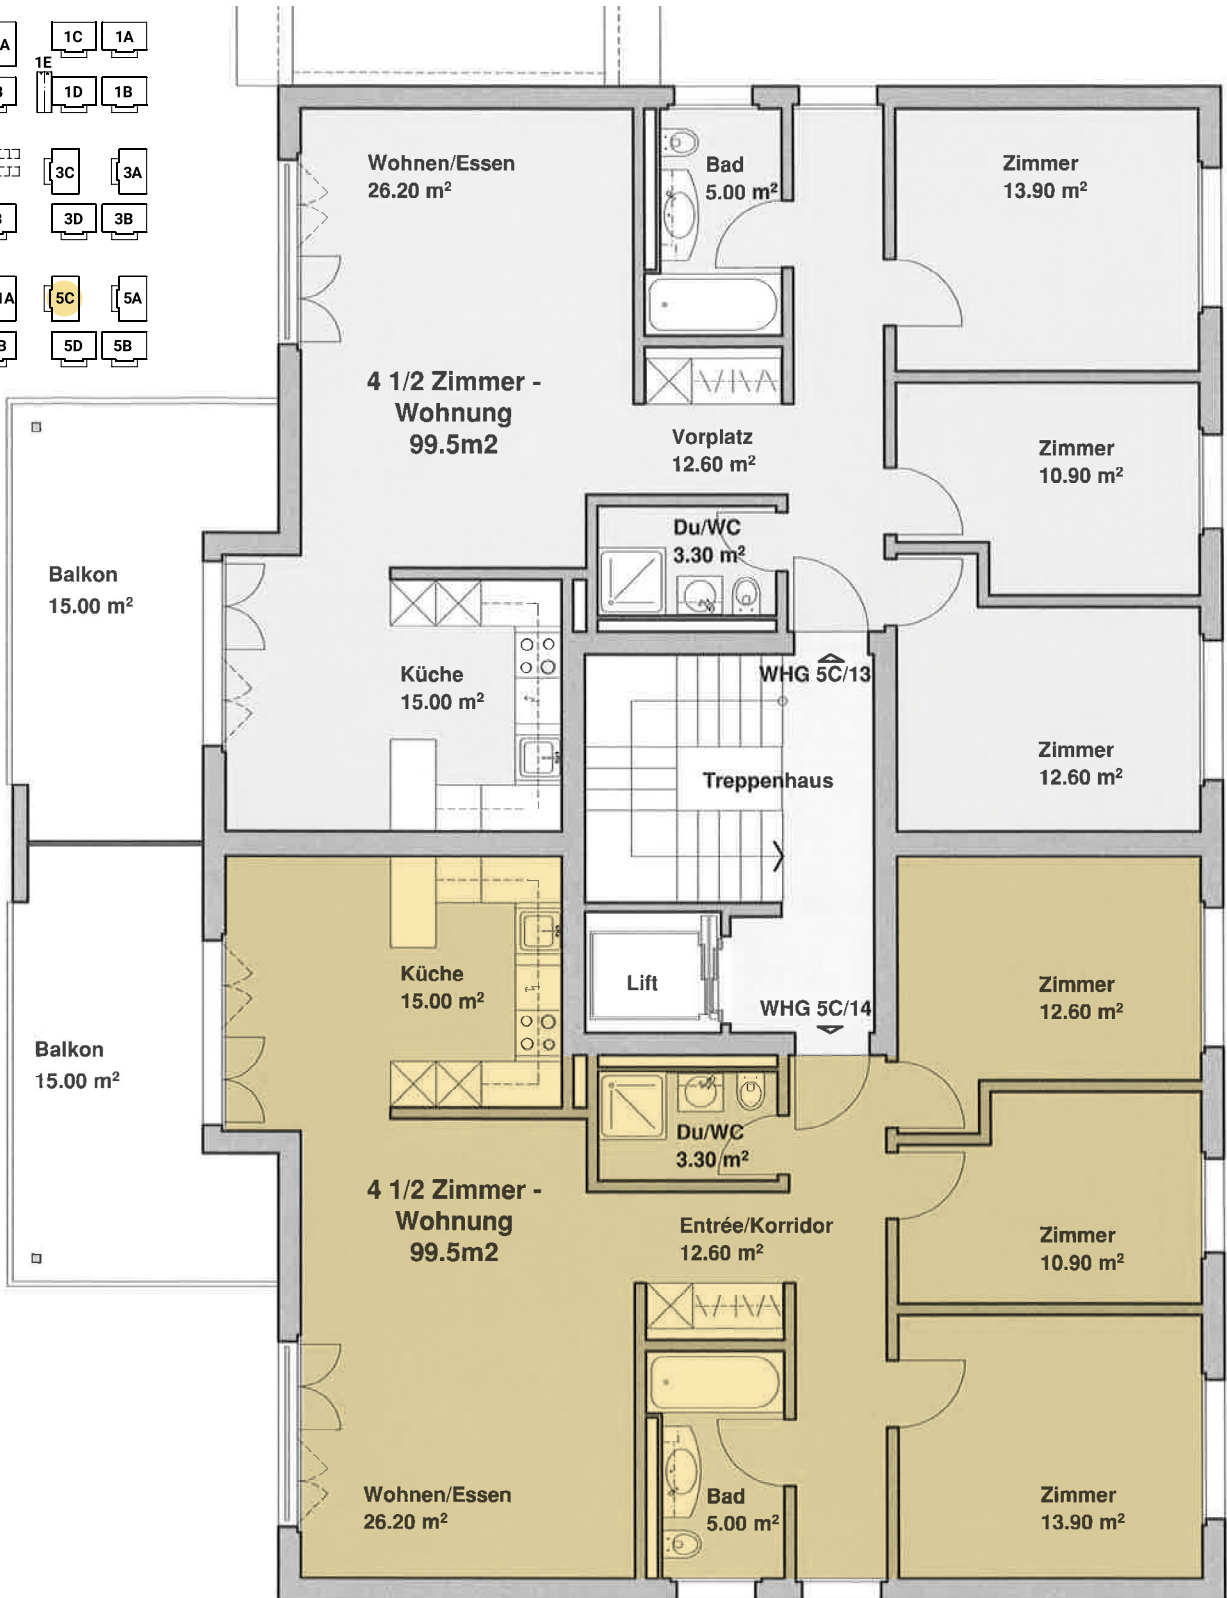 A
1C
1A
1E
1D
1B
3C
3A
3D
3B
5C
5A
5D
5B
Wohnen/Essen
26.20 m²
Bad
5.00 m²
Zimmer
13.90 m²
4 1/2 Zimmer -
Wohnung
99.5m2
Vorplatz
12.60 m²
Zimmer
10.90 m²
Du/WC
3.30 m²
Balkon
15.00 m²
Küche
15.00 m²
WHG 5C/13
Treppenhaus
Zimmer
12.60 m²
Küche
15.00 m²
Lift
WHG 5C/14
Zimmer
12.60 m²
Balkon
15.00 m²
Du/WC
3.30 m²
4 1/2 Zimmer -
Wohnung
99.5m2
Entrée/Korridor
12.60 m²
Zimmer
10.90 m²
Wohnen/Essen
26.20 m²
Bad
5.00 m²
Zimmer
13.90 m²